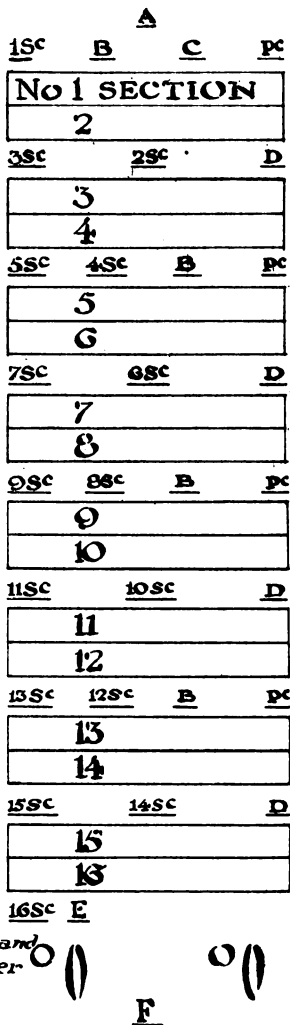 A
1Sc B C Pc
No 1 SECTION
2
3Sc 2Sc D
3
4
5Sc 4Sc B Pc
5
6
7Sc 6Sc D
7
8
9Sc 8Sc B Pc
9
10
11Sc 10Sc D
11
12
13Sc 12Sc B Pc
13
14
15Sc 14Sc D
15
16
16Sc E
and
er
F